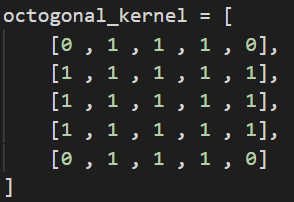 octogonal_kernel = [
    [0 , 1 , 1 , 1 , 0],
    [1 , 1 , 1 , 1 , 1],
    [1 , 1 , 1 , 1 , 1],
    [1 , 1 , 1 , 1 , 1],
    [0 , 1 , 1 , 1 , 0]
]